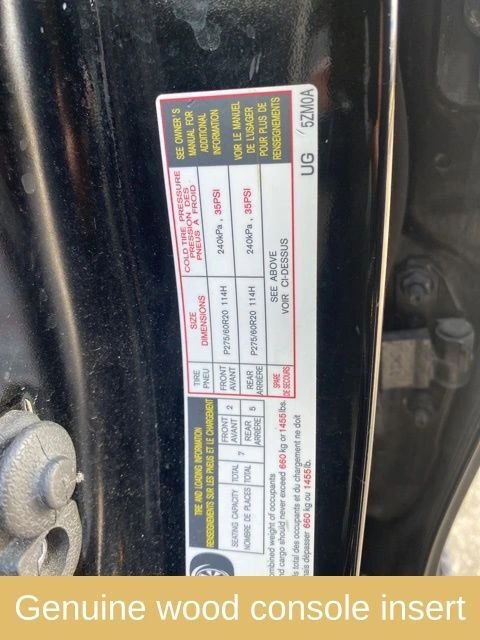 TIRE AND LOADING INFORMATION
RENSEIGNEMENTS SUR LES PNEUS ET LE CHARGEMENT
SEATING CAPACITY TOTAL 7 FRONT AVANT 2 REAR ARRIÈRE 5
NOMBRE DE PLACES TOTAL
ombined weight of occupants
nd cargo should never exceed 660 kg or 1455 lbs.
s total des occupants et du chargement ne doit
mais dépasser 660 kg ou 1455 lb.
TIRE PNEU
SIZE DIMENSIONS
COLD TIRE PRESSURE
PRESSION DES
PNEUS À FROID
FRONT AVANT P275/60R20 114H 240kPa , 35PSI
REAR ARRIÈRE P275/60R20 114H 240kPa , 35PSI
SPARE DE SECOURS
SEE ABOVE
VOIR CI-DESSUS
SEE OWNER'S
MANUAL FOR
ADDITIONAL
INFORMATION
VOIR LE MANUEL
DE L'USAGER
POUR PLUS DE
RENSEIGNEMENTS
UG 5ZM0A
Genuine wood console insert